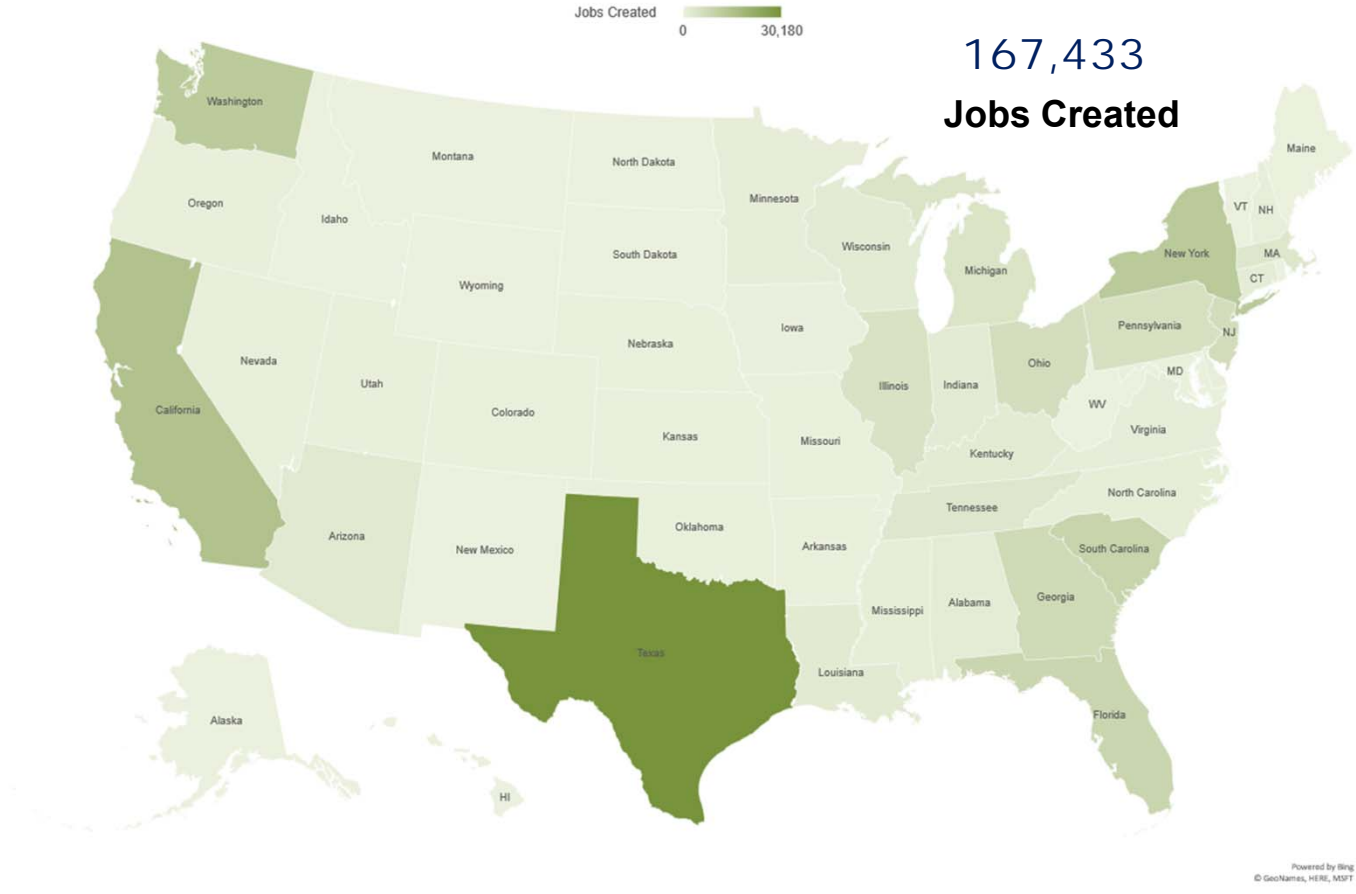 Jobs Created
0 30,180
167,433
Jobs Created
Washington
Montana
North Dakota
Minnesota
Maine
Oregon
Idaho
VT NH
Wisconsin
New York
MA
South Dakota
Michigan
CT
Wyoming
Iowa
Pennsylvania
NJ
Nebraska
Nevada
Ohio
MD
Utah
Illinois
Indiana
California
Colorado
WV
Kansas
Missouri
Virginia
Kentucky
North Carolina
Tennessee
Arizona
Oklahoma
New Mexico
Arkansas
South Carolina
Georgia
Mississippi
Alabama
Texas
Louisiana
Florida
Alaska
HI
Powered by Bing
© GeoNames, HERE, MSFT